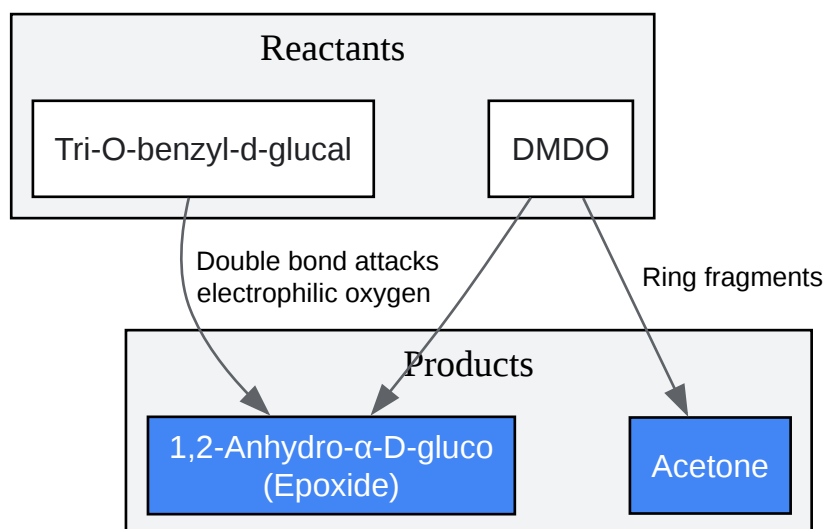 Reactants
Tri-O-benzyl-d-glucal
DMDO
Double bond attacks
electrophilic oxygen
Ring fragments
Products
1,2-Anhydro-α-D-gluco
(Epoxide)
Acetone